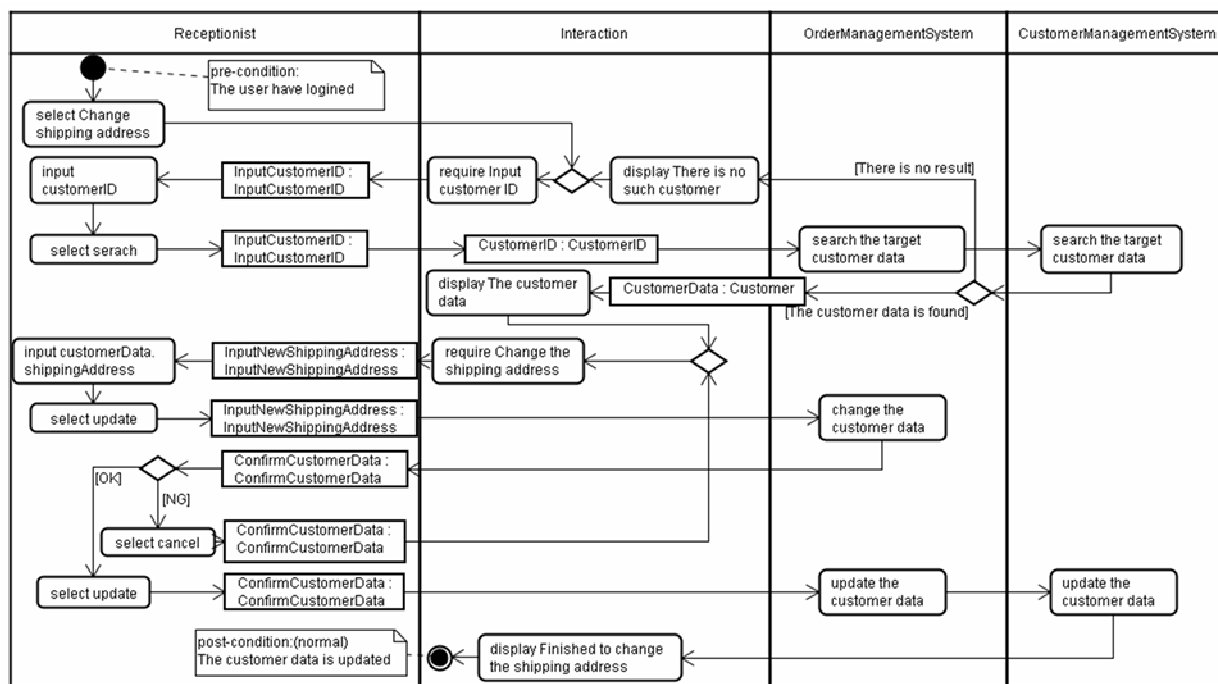 Receptionist
Interaction
OrderManagementSystem
CustomerManagementSystem
pre-condition:
The user have logined
select Change
shipping address
input
customerID
InputCustomerID :
InputCustomerID
require Input
customer ID
display There is no
such customer
[There is no result]
select serach
InputCustomerID :
InputCustomerID
CustomerID : CustomerID
search the target
customer data
search the target
customer data
display The customer
data
CustomerData : Customer
[The customer data is found]
input customerData.
shippingAddress
InputNewShippingAddress :
InputNewShippingAddress
require Change the
shipping address
select update
InputNewShippingAddress :
InputNewShippingAddress
change the
customer data
ConfirmCustomerData :
ConfirmCustomerData
[OK]
[NG]
select cancel
ConfirmCustomerData :
ConfirmCustomerData
select update
ConfirmCustomerData :
ConfirmCustomerData
update the
customer data
update the
customer data
post-condition:(normal)
The customer data is updated
display Finished to change
the shipping address